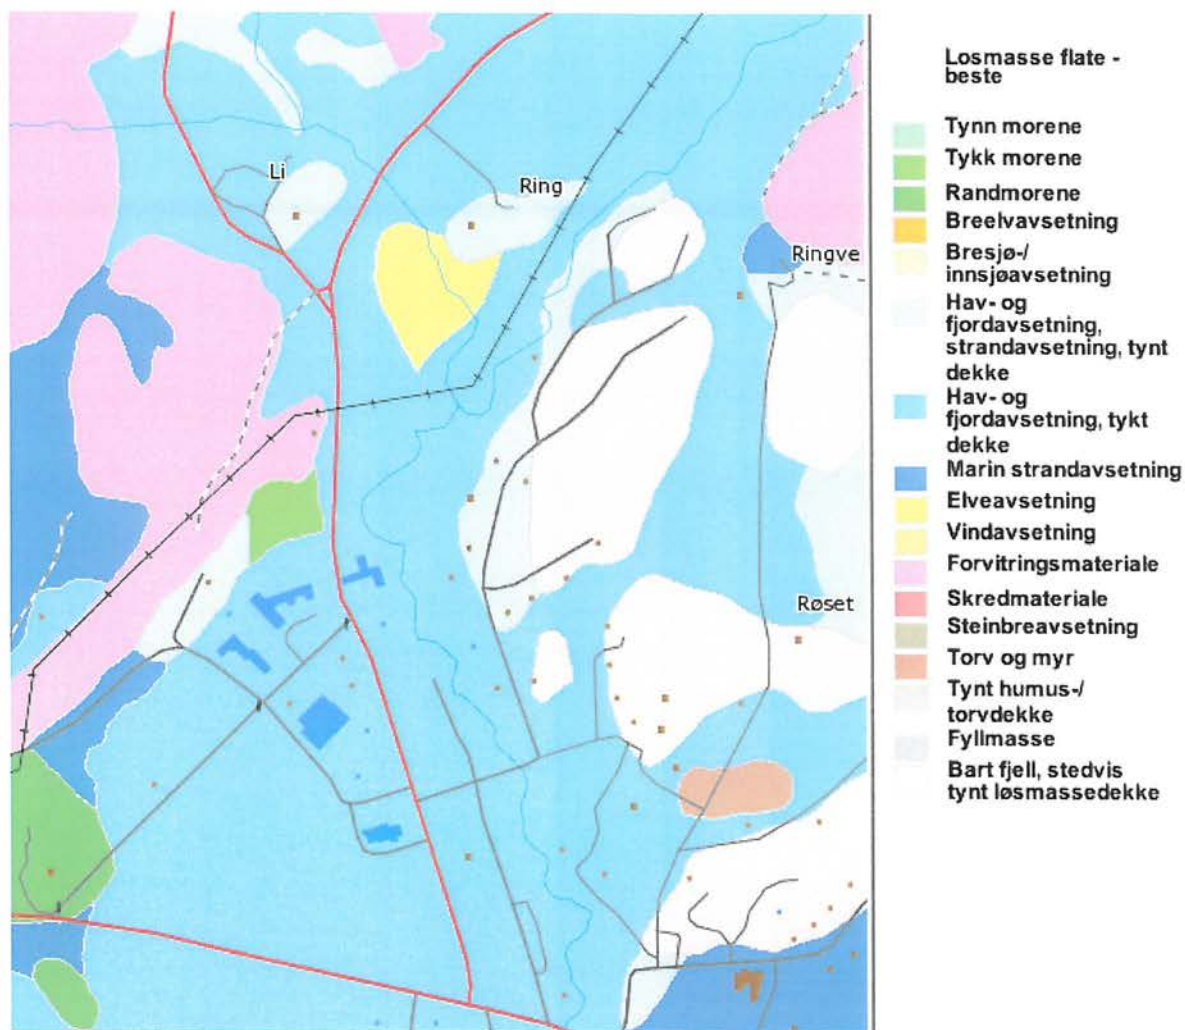 Losmasse flate -
beste
Tynn morene
Tykk morene
Randmorene
Breelvavsetning
Bresjø-/
innsjøavsetning
Hav- og
fjordavsetning,
strandavsetning, tynt
dekke
Hav- og
fjordavsetning, tykt
dekke
Marin strandavsetning
Elveavsetning
Vindavsetning
Forvitringsmateriale
Skredmateriale
Steinbreavsetning
Torv og myr
Tynt humus-/
torvdekke
Fyllmasse
Bart fjell, stedvis
tynt løsmassedekke
Li
Ring
Ringve
Røset